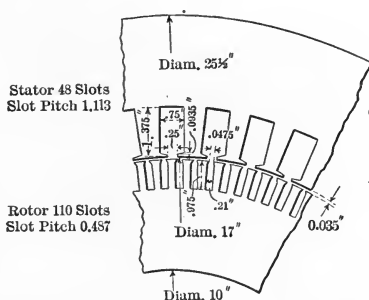 Diam. 25½"
Stator 48 Slots
Slot Pitch 1.113
1.375"
.75"
.25"
.0935"
.0475"
Rotor 110 Slots
Slot Pitch 0.487
.975"
.21"
0.035"
Diam. 17"
Diam. 10"